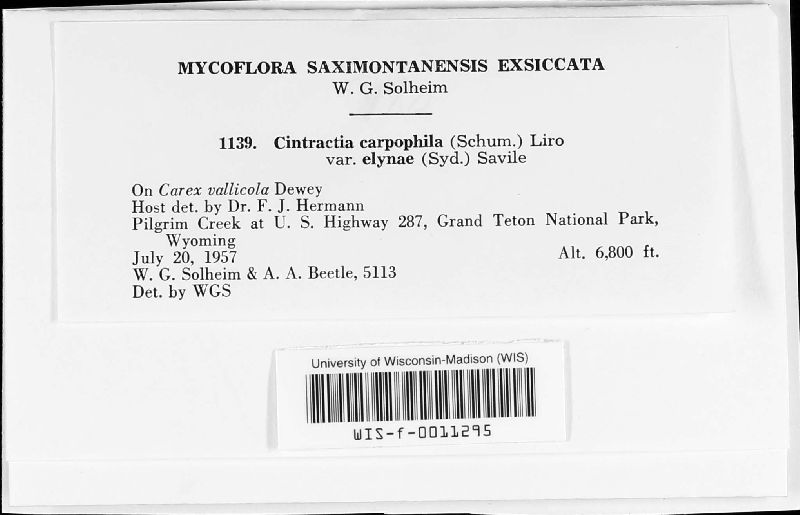 MYCOFLORA SAXIMONTANENSIS EXSICCATA
W. G. Solheim
1139. Cintractia carpophila (Schum.) Liro
var. elynae (Syd.) Savile
On Carex vallicola Dewey
Host det. by Dr. F. J. Hermann
Pilgrim Creek at U. S. Highway 287, Grand Teton National Park,
Wyoming
July 20, 1957 Alt. 6,800 ft.
W. G. Solheim & A. A. Beetle, 5113
Det. by WGS
University of Wisconsin-Madison (WIS)
WIS-f-0011295